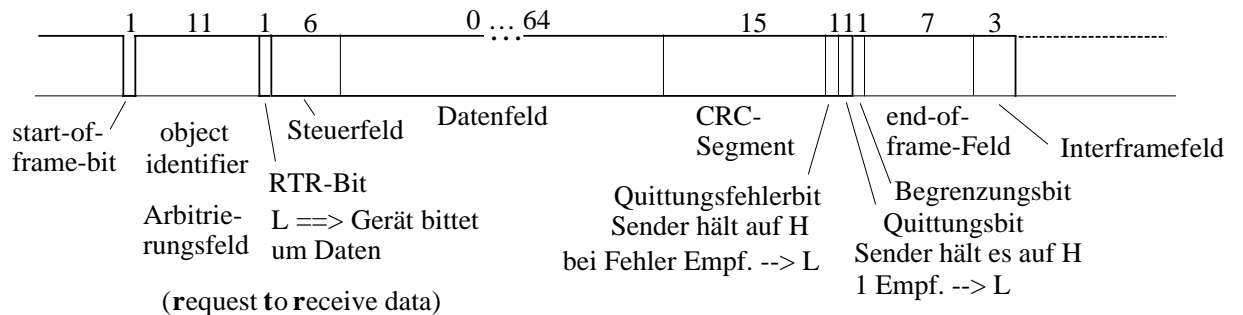 1 11 1 6 0 … 64 15 1 1 1 7 3
start-of-
frame-bit
object
identifier
Arbitrie-
rungsfeld
Steuerfeld
RTR-Bit
L ==> Gerät bittet
um Daten
(request to receive data)
Datenfeld
CRC-
Segment
Quittungsfehlerbit
Sender hält auf H
bei Fehler Empf. --> L
end-of-
frame-Feld
Interframefeld
Begrenzungsbit
Quittungsbit
Sender hält es auf H
1 Empf. --> L